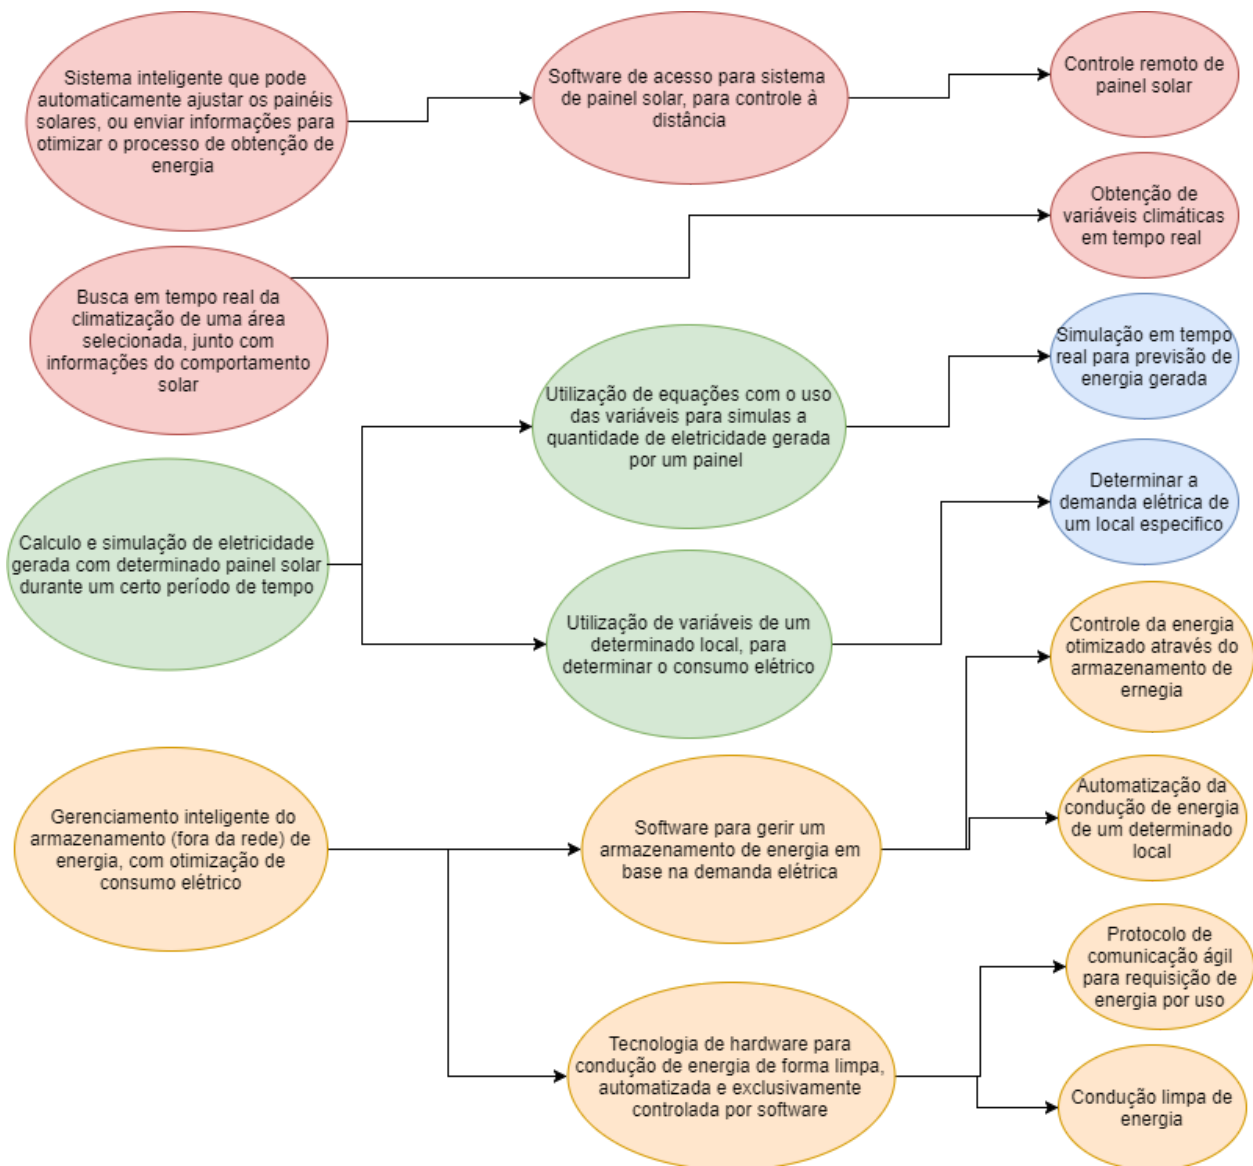 Sistema inteligente que pode
automaticamente ajustar os painéis
solares, ou enviar informações para
otimizar o processo de obtenção de
energia
Software de acesso para sistema
de painel solar, para controle à
distância
Controle remoto de
painel solar
Obtenção de
variáveis climáticas
em tempo real
Busca em tempo real da
climatização de uma área
selecionada, junto com
informações do comportamento
solar
Simulação em tempo
real para previsão de
energia gerada
Utilização de equações com o uso
das variáveis para simulas a
quantidade de eletricidade gerada
por um painel
Determinar a
demanda elétrica de
um local especifico
Calculo e simulação de eletricidade
gerada com determinado painel solar
durante um certo período de tempo
Utilização de variáveis de um
determinado local, para
determinar o consumo elétrico
Controle da energia
otimizado através do
armazenamento de
ernegia
Gerenciamento inteligente do
armazenamento (fora da rede) de
energia, com otimização de
consumo elétrico
Software para gerir um
armazenamento de energia em
base na demanda elétrica
Automatização da
condução de energia
de um determinado
local
Protocolo de
comunicação ágil
para requisição de
energia por uso
Tecnologia de hardware para
condução de energia de forma limpa,
automatizada e exclusivamente
controlada por software
Condução limpa de
energia